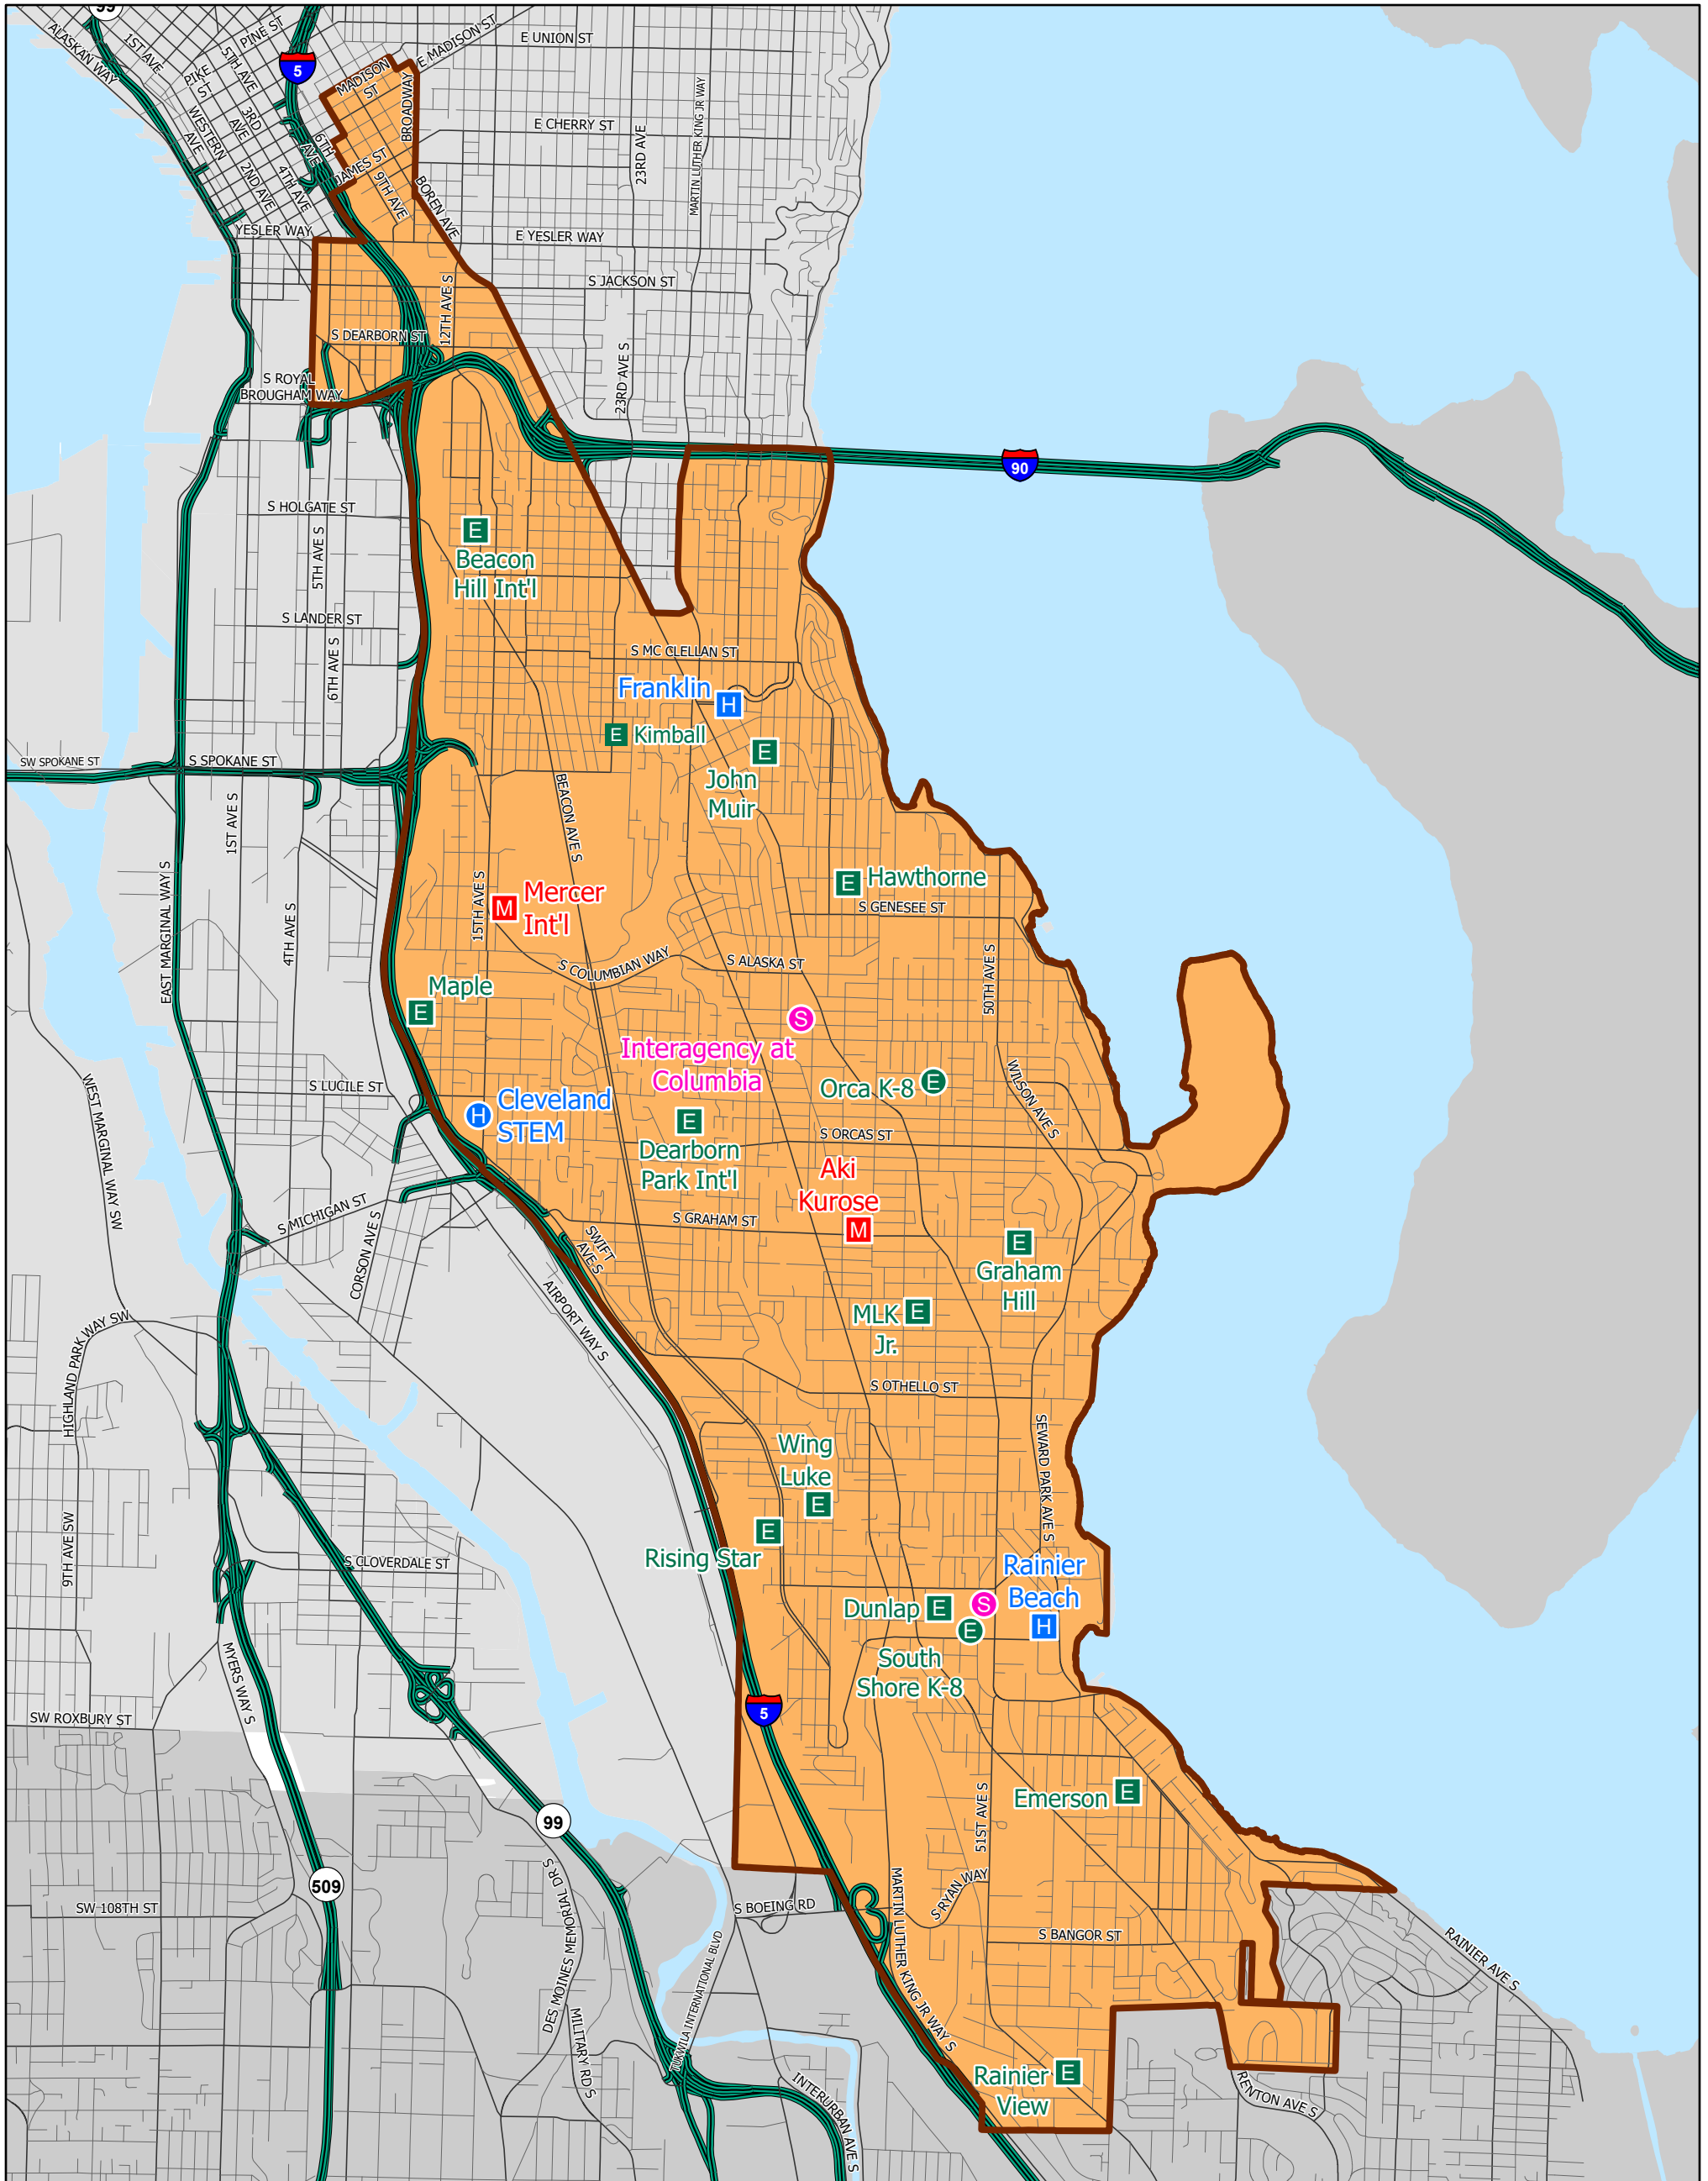 99
ALASKAN WAY
1ST AVE
PINE ST
5TH AVE
PIKE
ST
5
MADISON
ST
E MADISON ST
E UNION ST
BROADWAY
WESTERN
AVE
3RD
AVE
6TH
AVE
E CHERRY ST
23RD AVE
MARTIN LUTHER KING JR WAY
2ND AVE
4TH AVE
JAMES ST
9TH AVE
BOREN AVE
YESLER WAY
E YESLER WAY
S JACKSON ST
12TH AVE S
S DEARBORN ST
23RD AVE S
S ROYAL
BROUGHAM WAY
90
S HOLGATE ST
5TH AVE S
E
Beacon
Hill Int'l
S LANDER ST
6TH AVE S
S MC CLELLAN ST
Franklin
H
E
Kimball
E
John
Muir
SW SPOKANE ST
S SPOKANE ST
BEACON AVE S
1ST AVE S
EAST MARGINAL WAY S
4TH AVE S
15TH AVE S
M
Mercer
Int'l
E
Hawthorne
S GENESEE ST
S COLUMBIAN WAY
S ALASKA ST
50TH AVE S
Maple
E
S
Interagency at
Columbia
Orca K-8
E
WILSON AVE S
WEST MARGINAL WAY SW
S LUCILE ST
H
Cleveland
STEM
E
Dearborn
Park Int'l
S ORCAS ST
Aki
Kurose
M
S MICHIGAN ST
CORSON AVE S
S GRAHAM ST
SWIFT
AVE S
E
Graham
Hill
AIRPORT WAY S
MLK
Jr.
E
HIGHLAND PARK WAY SW
S OTHELLO ST
SEWARD PARK AVE S
Wing
Luke
E
E
Rising Star
9TH AVE SW
S CLOVERDALE ST
Rainier
Beach
H
Dunlap
E
S
E
South
Shore K-8
MYERS WAY S
SW ROXBURY ST
5
Emerson
E
51ST AVE S
99
509
SW 108TH ST
DES MOINES MEMORIAL DR S
S BOEING RD
MARTIN LUTHER KING JR WAY S
S RYAN WAY
S BANGOR ST
RAINIER AVE S
TUKWILA INTERNATIONAL BLVD
MILITARY RD S
INTERURBAN AVE S
Rainier
View
E
RENTON AVE S